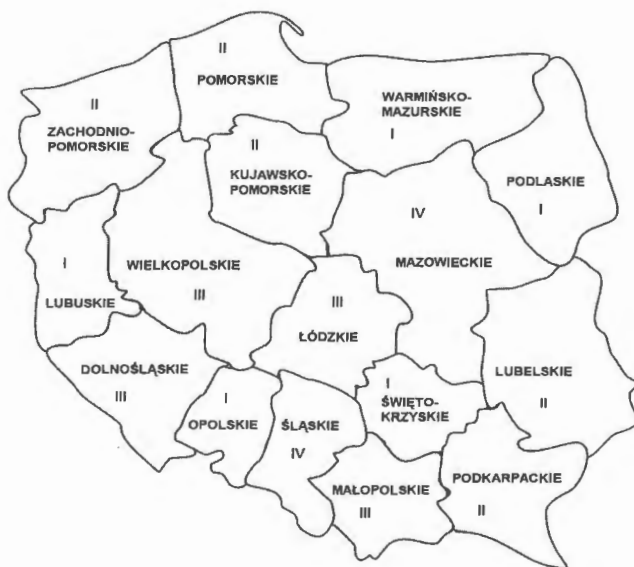 II
POMORSKIE
II
ZACHODNIO-
POMORSKIE
WARMIŃSKO-
MAZURSKIE
I
II
KUJAWSKO-
POMORSKIE
PODLASKIE
I
IV
MAZOWIECKIE
I
LUBUSKIE
WIELKOPOLSKIE
III
III
ŁÓDZKIE
DOLNOŚLĄSKIE
III
I
OPOLSKIE
ŚLĄSKIE
IV
I
ŚWIĘTO-
KRZYSKIE
LUBELSKIE
II
MAŁOPOLSKIE
III
PODKARPACKIE
II